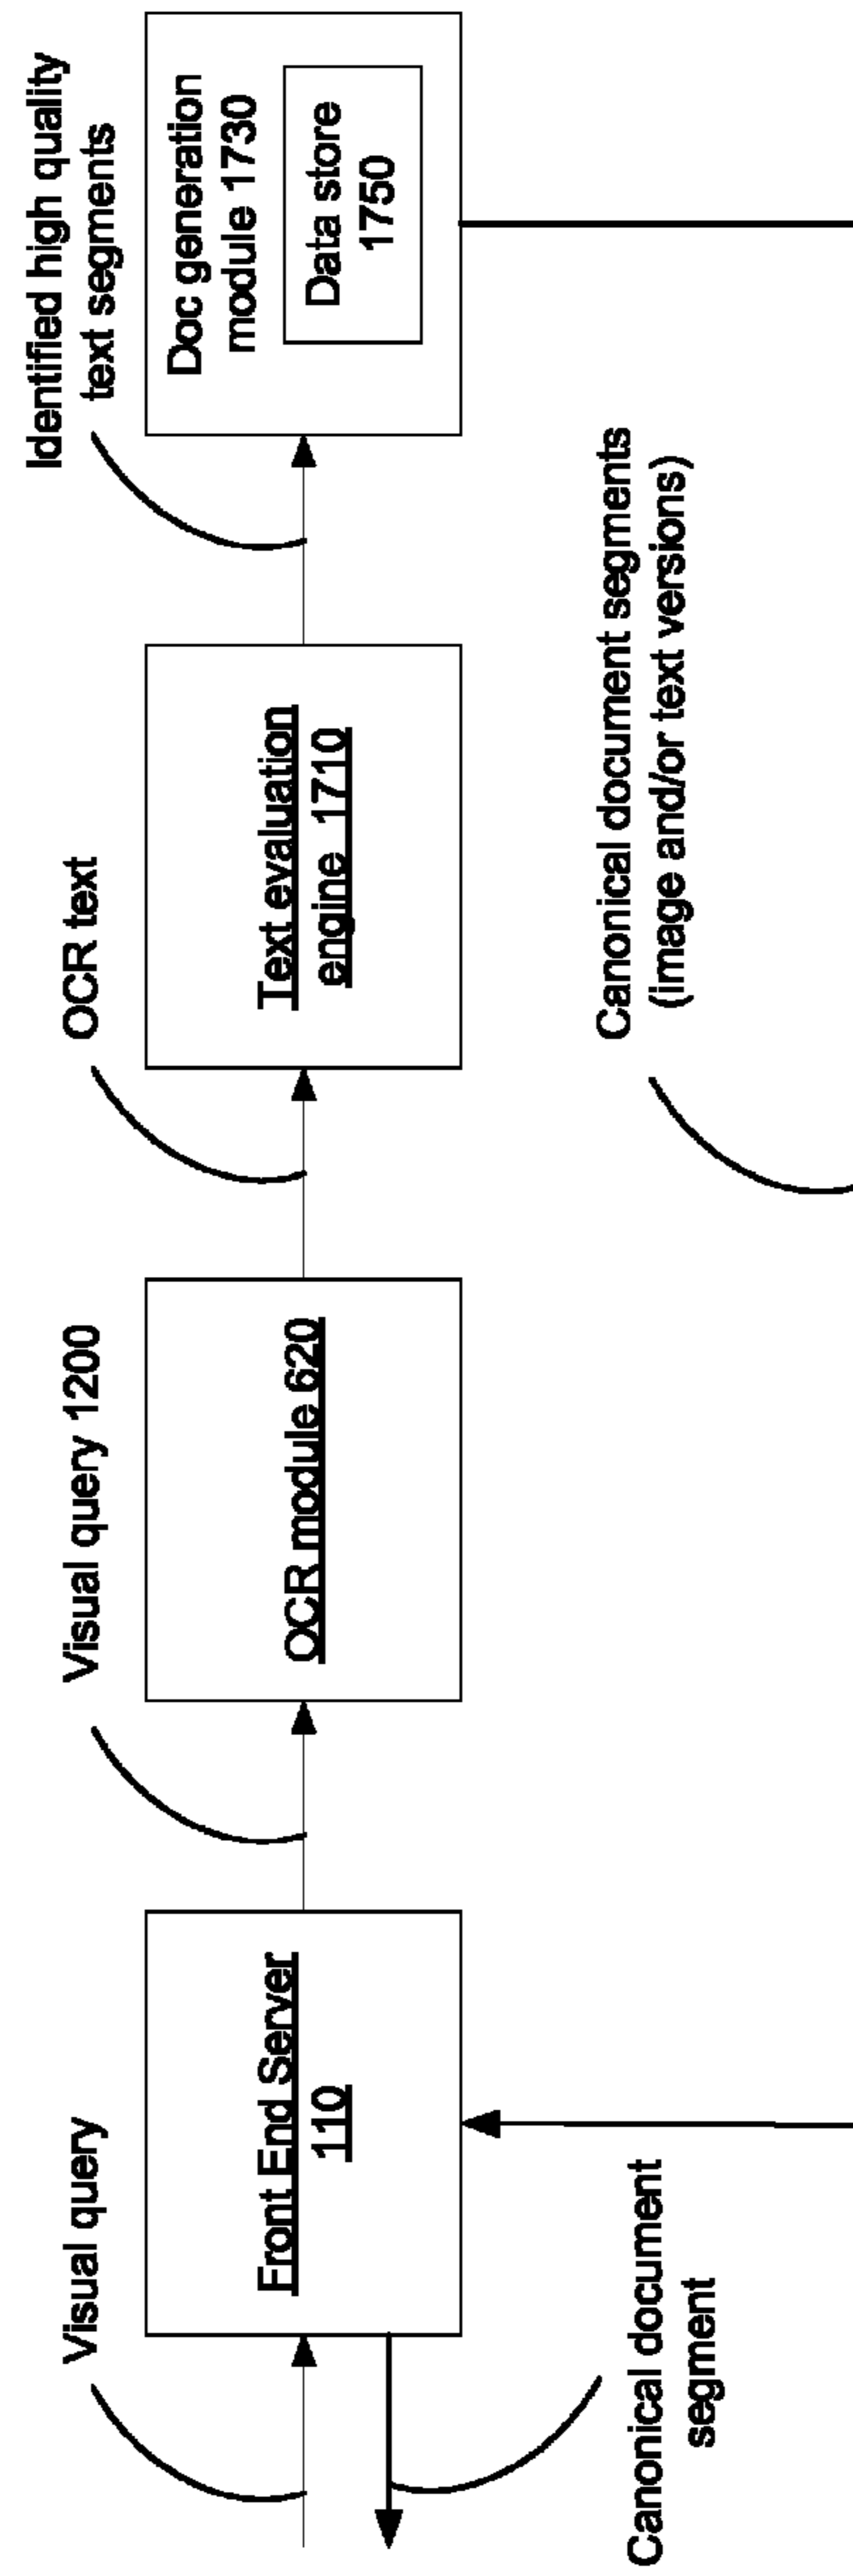 Visual query
Front End Server
110
Canonical document
segment
Visual query 1200
OCR module 620
OCR text
Text evaluation
engine 1710
Identified high quality
text segments
Doc generation
module 1730
Data store
1750
Canonical document segments
(image and/or text versions)